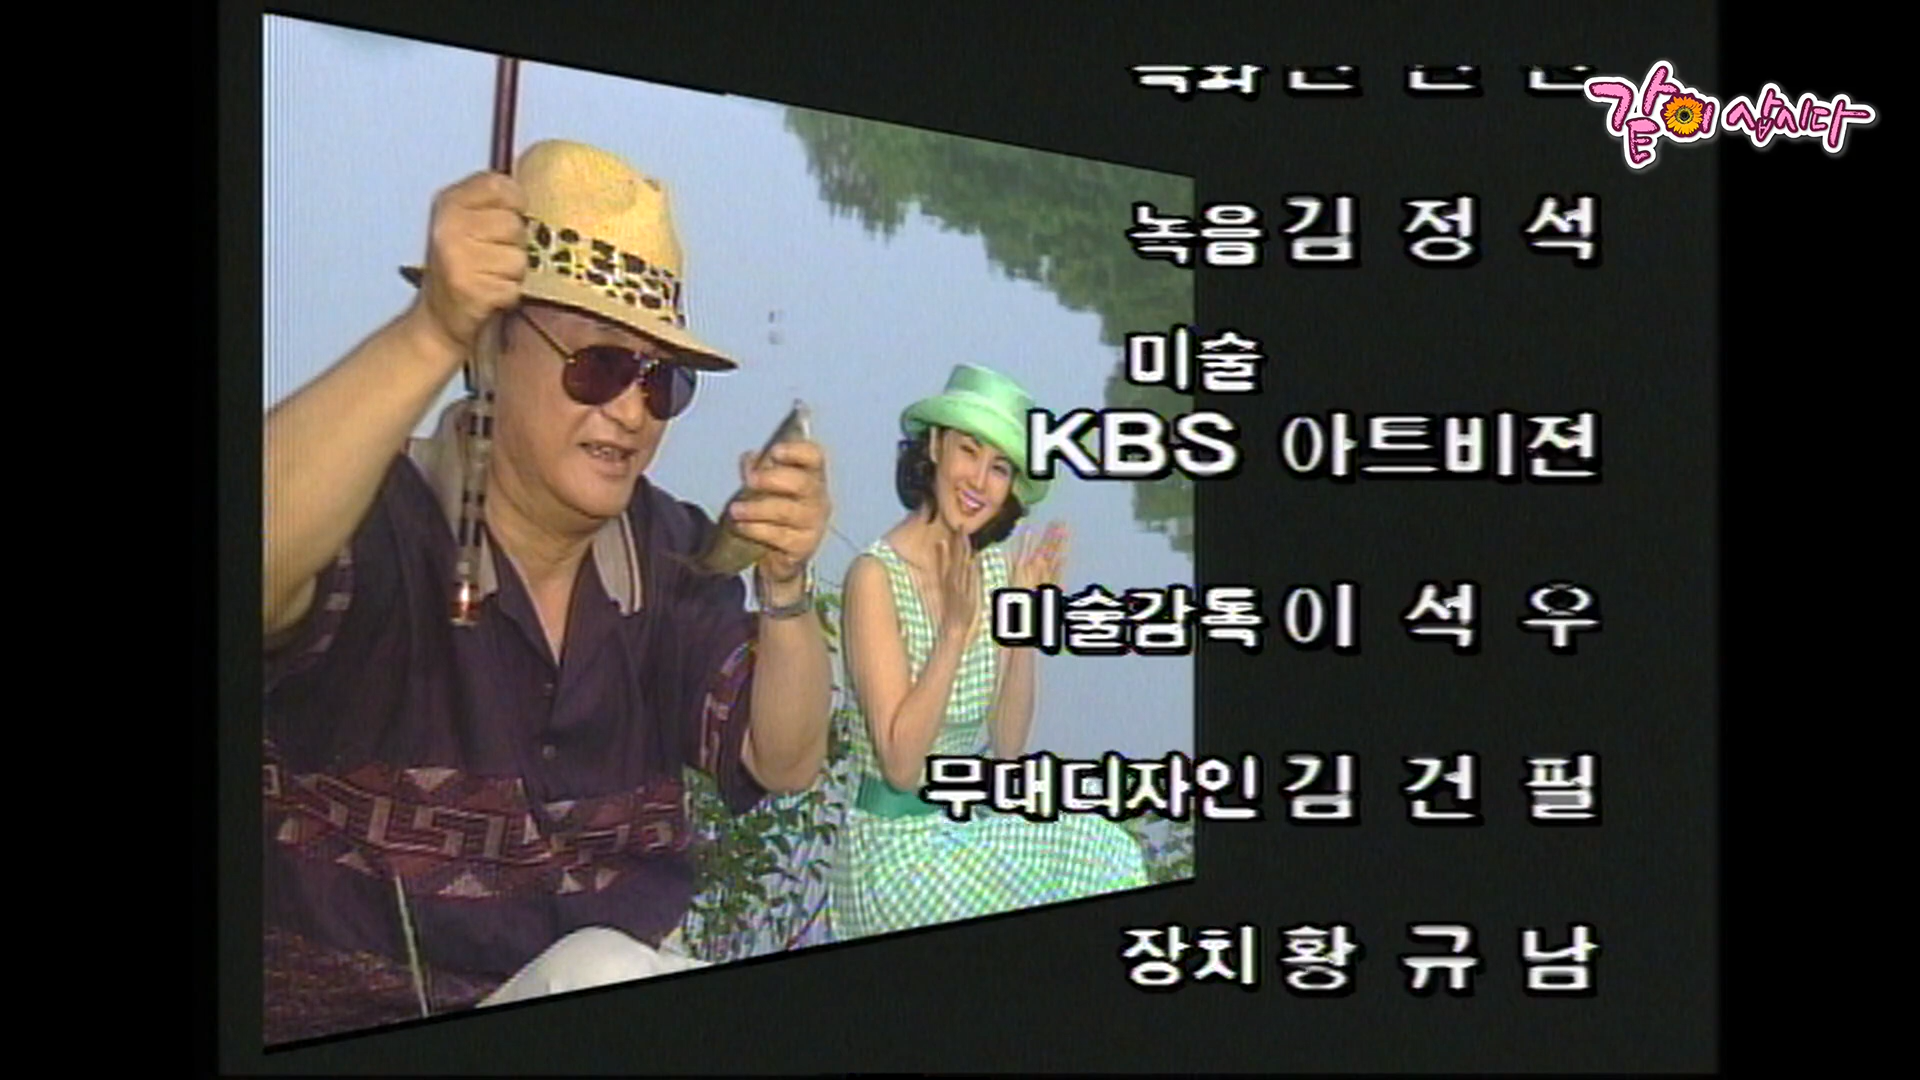 같이 삽시다
녹음 김 정 석
미술
KBS 아트비젼
미술감독 이 석 우
무대디자인 김 건 필
장치 황 규 남